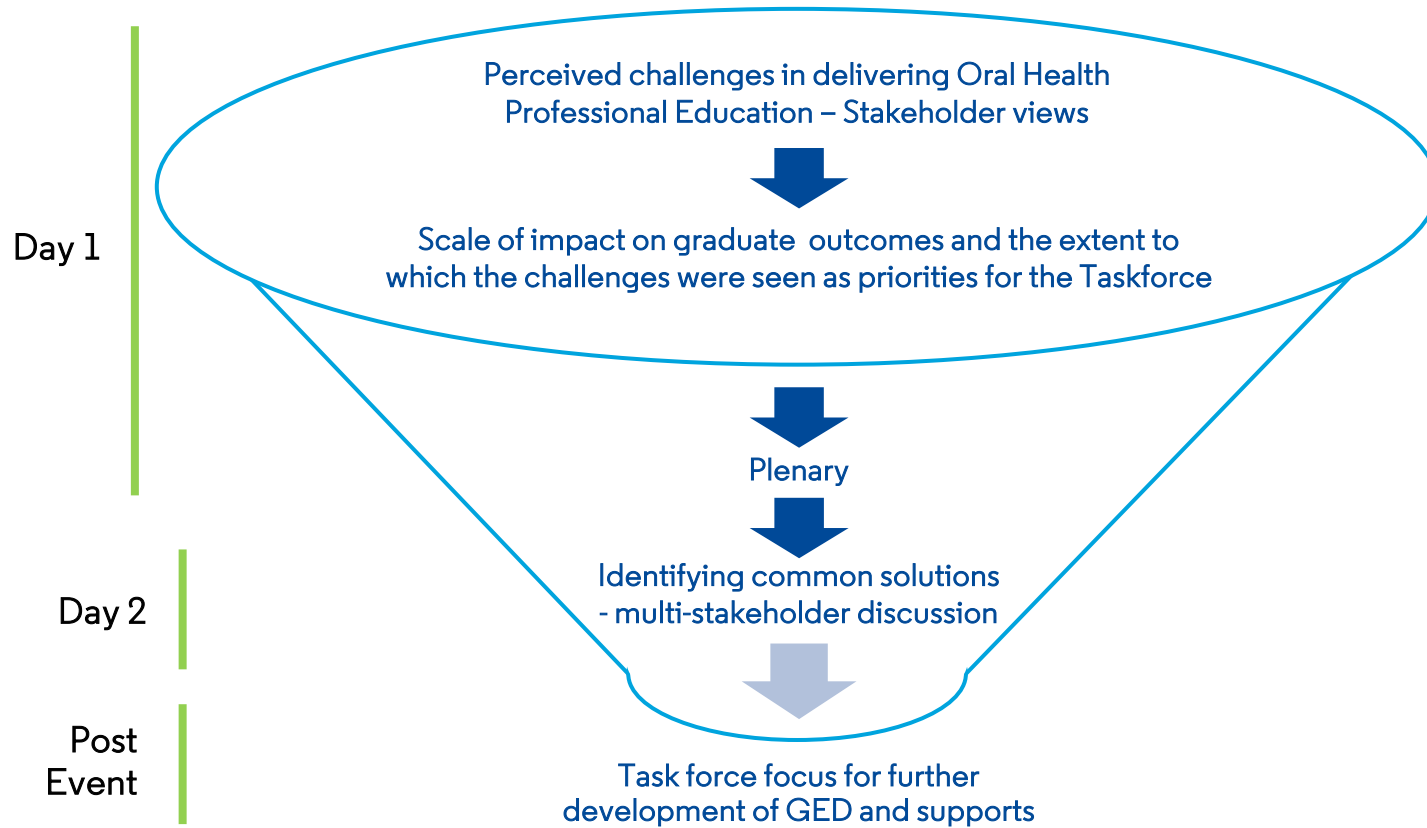 Perceived challenges in delivering Oral Health
Professional Education – Stakeholder views
Day 1
Scale of impact on graduate outcomes and the extent to
which the challenges were seen as priorities for the Taskforce
Plenary
Identifying common solutions
- multi-stakeholder discussion
Day 2
Post
Event
Task force focus for further
development of GED and supports